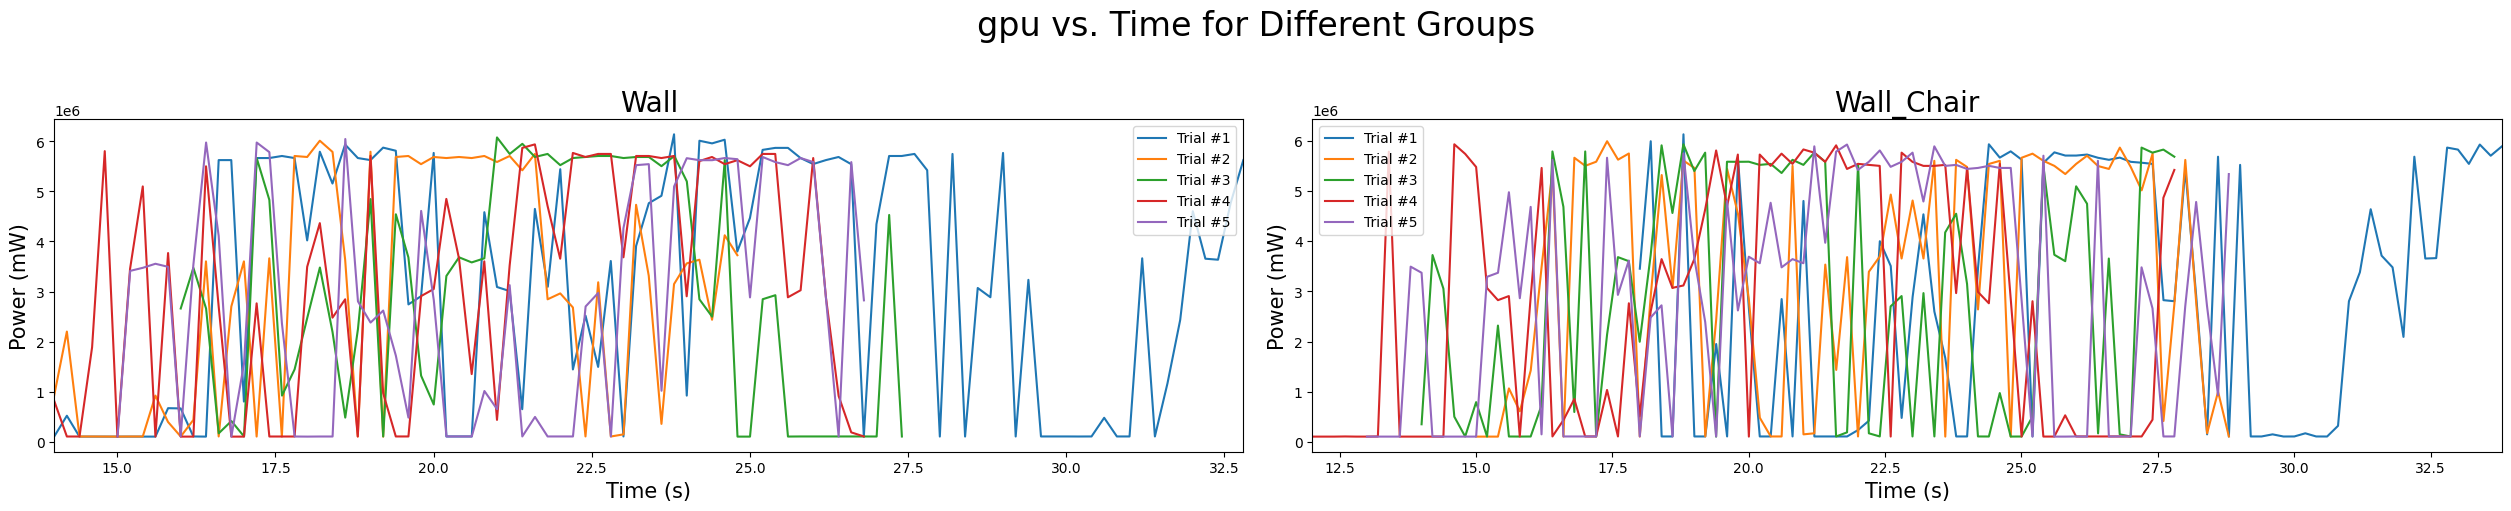 gpu vs. Time for Different Groups
Wall
1e6
Power (mW)
6
5
4
3
2
1
0
15.0 17.5 20.0 22.5 25.0 27.5 30.0 32.5
Time (s)
Trial #1
Trial #2
Trial #3
Trial #4
Trial #5
Wall_Chair
1e6
Power (mW)
6
5
4
3
2
1
0
12.5 15.0 17.5 20.0 22.5 25.0 27.5 30.0 32.5
Time (s)
Trial #1
Trial #2
Trial #3
Trial #4
Trial #5